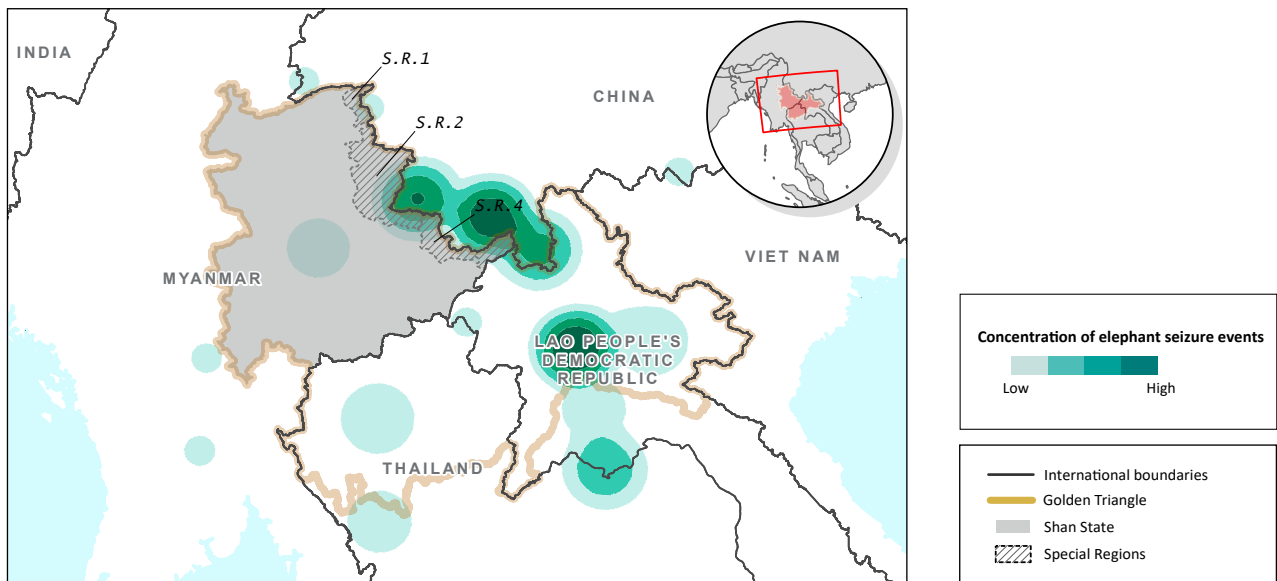 INDIA
S.R.1
CHINA
S.R.2
S.R.4
VIET NAM
MYANMAR
LAO PEOPLE'S
DEMOCRATIC
REPUBLIC
THAILAND
Concentration of elephant seizure events
Low
High
International boundaries
Golden Triangle
Shan State
Special Regions